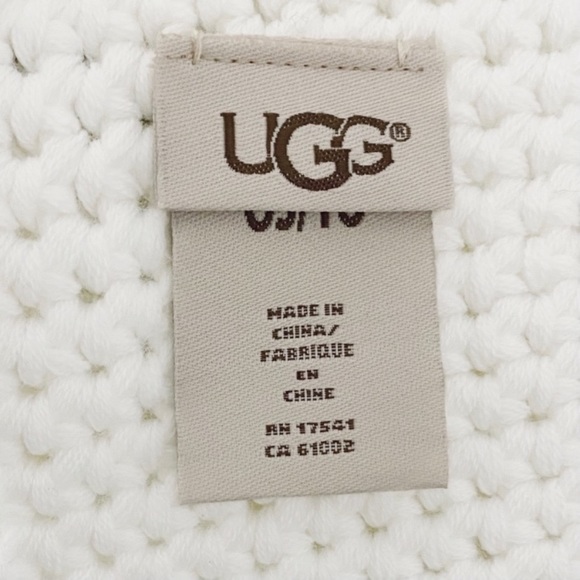 UGG®
MADE IN
CHINA/
FABRIQUE
EN
CHINE
RN 17541
CA 61002